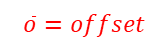 ō = offset